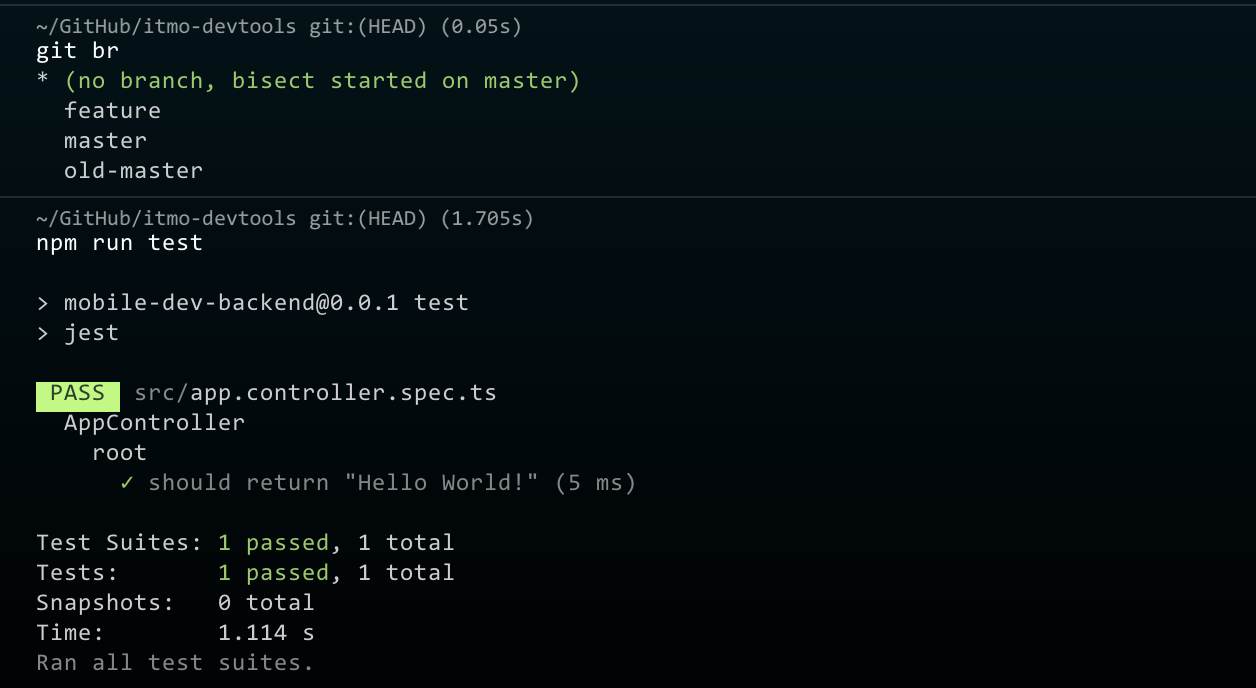 ~/GitHub/itmo-devtools git:(HEAD) (0.05s)
git br
* (no branch, bisect started on master)
feature
master
old-master
~/GitHub/itmo-devtools git:(HEAD) (1.705s)
npm run test
> mobile-dev-backend@0.0.1 test
> jest
PASS src/app.controller.spec.ts
AppController
root
✓ should return "Hello World!" (5 ms)
Test Suites: 1 passed, 1 total
Tests: 1 passed, 1 total
Snapshots: 0 total
Time: 1.114 s
Ran all test suites.